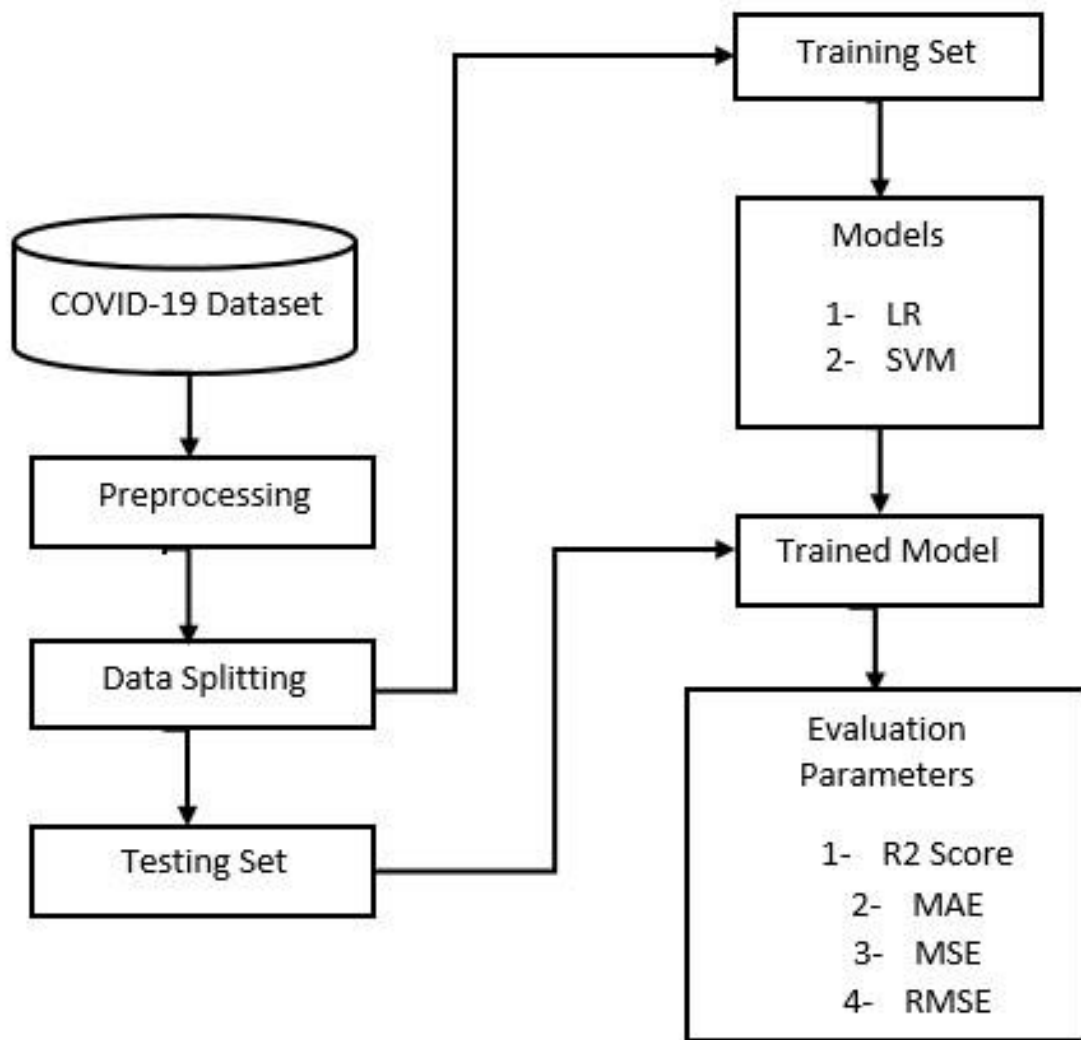 COVID-19 Dataset
Preprocessing
Data Splitting
Testing Set
Training Set
Models
1- LR
2- SVM
Trained Model
Evaluation
Parameters
1- R2 Score
2- MAE
3- MSE
4- RMSE